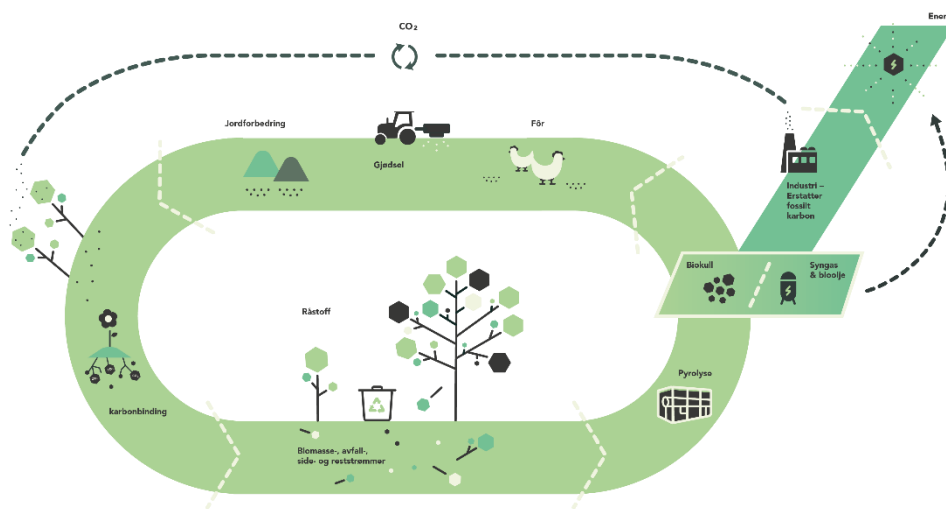 CO₂
Ener
Jordforbedring
Gjødsel
Fôr
Industri –
Erstatter
fossilt
karbon
Biokull
Syngas
& bioolje
Råstoff
Pyrolyse
karbonbinding
Biomasse-, avfall-,
side- og reststrømmer